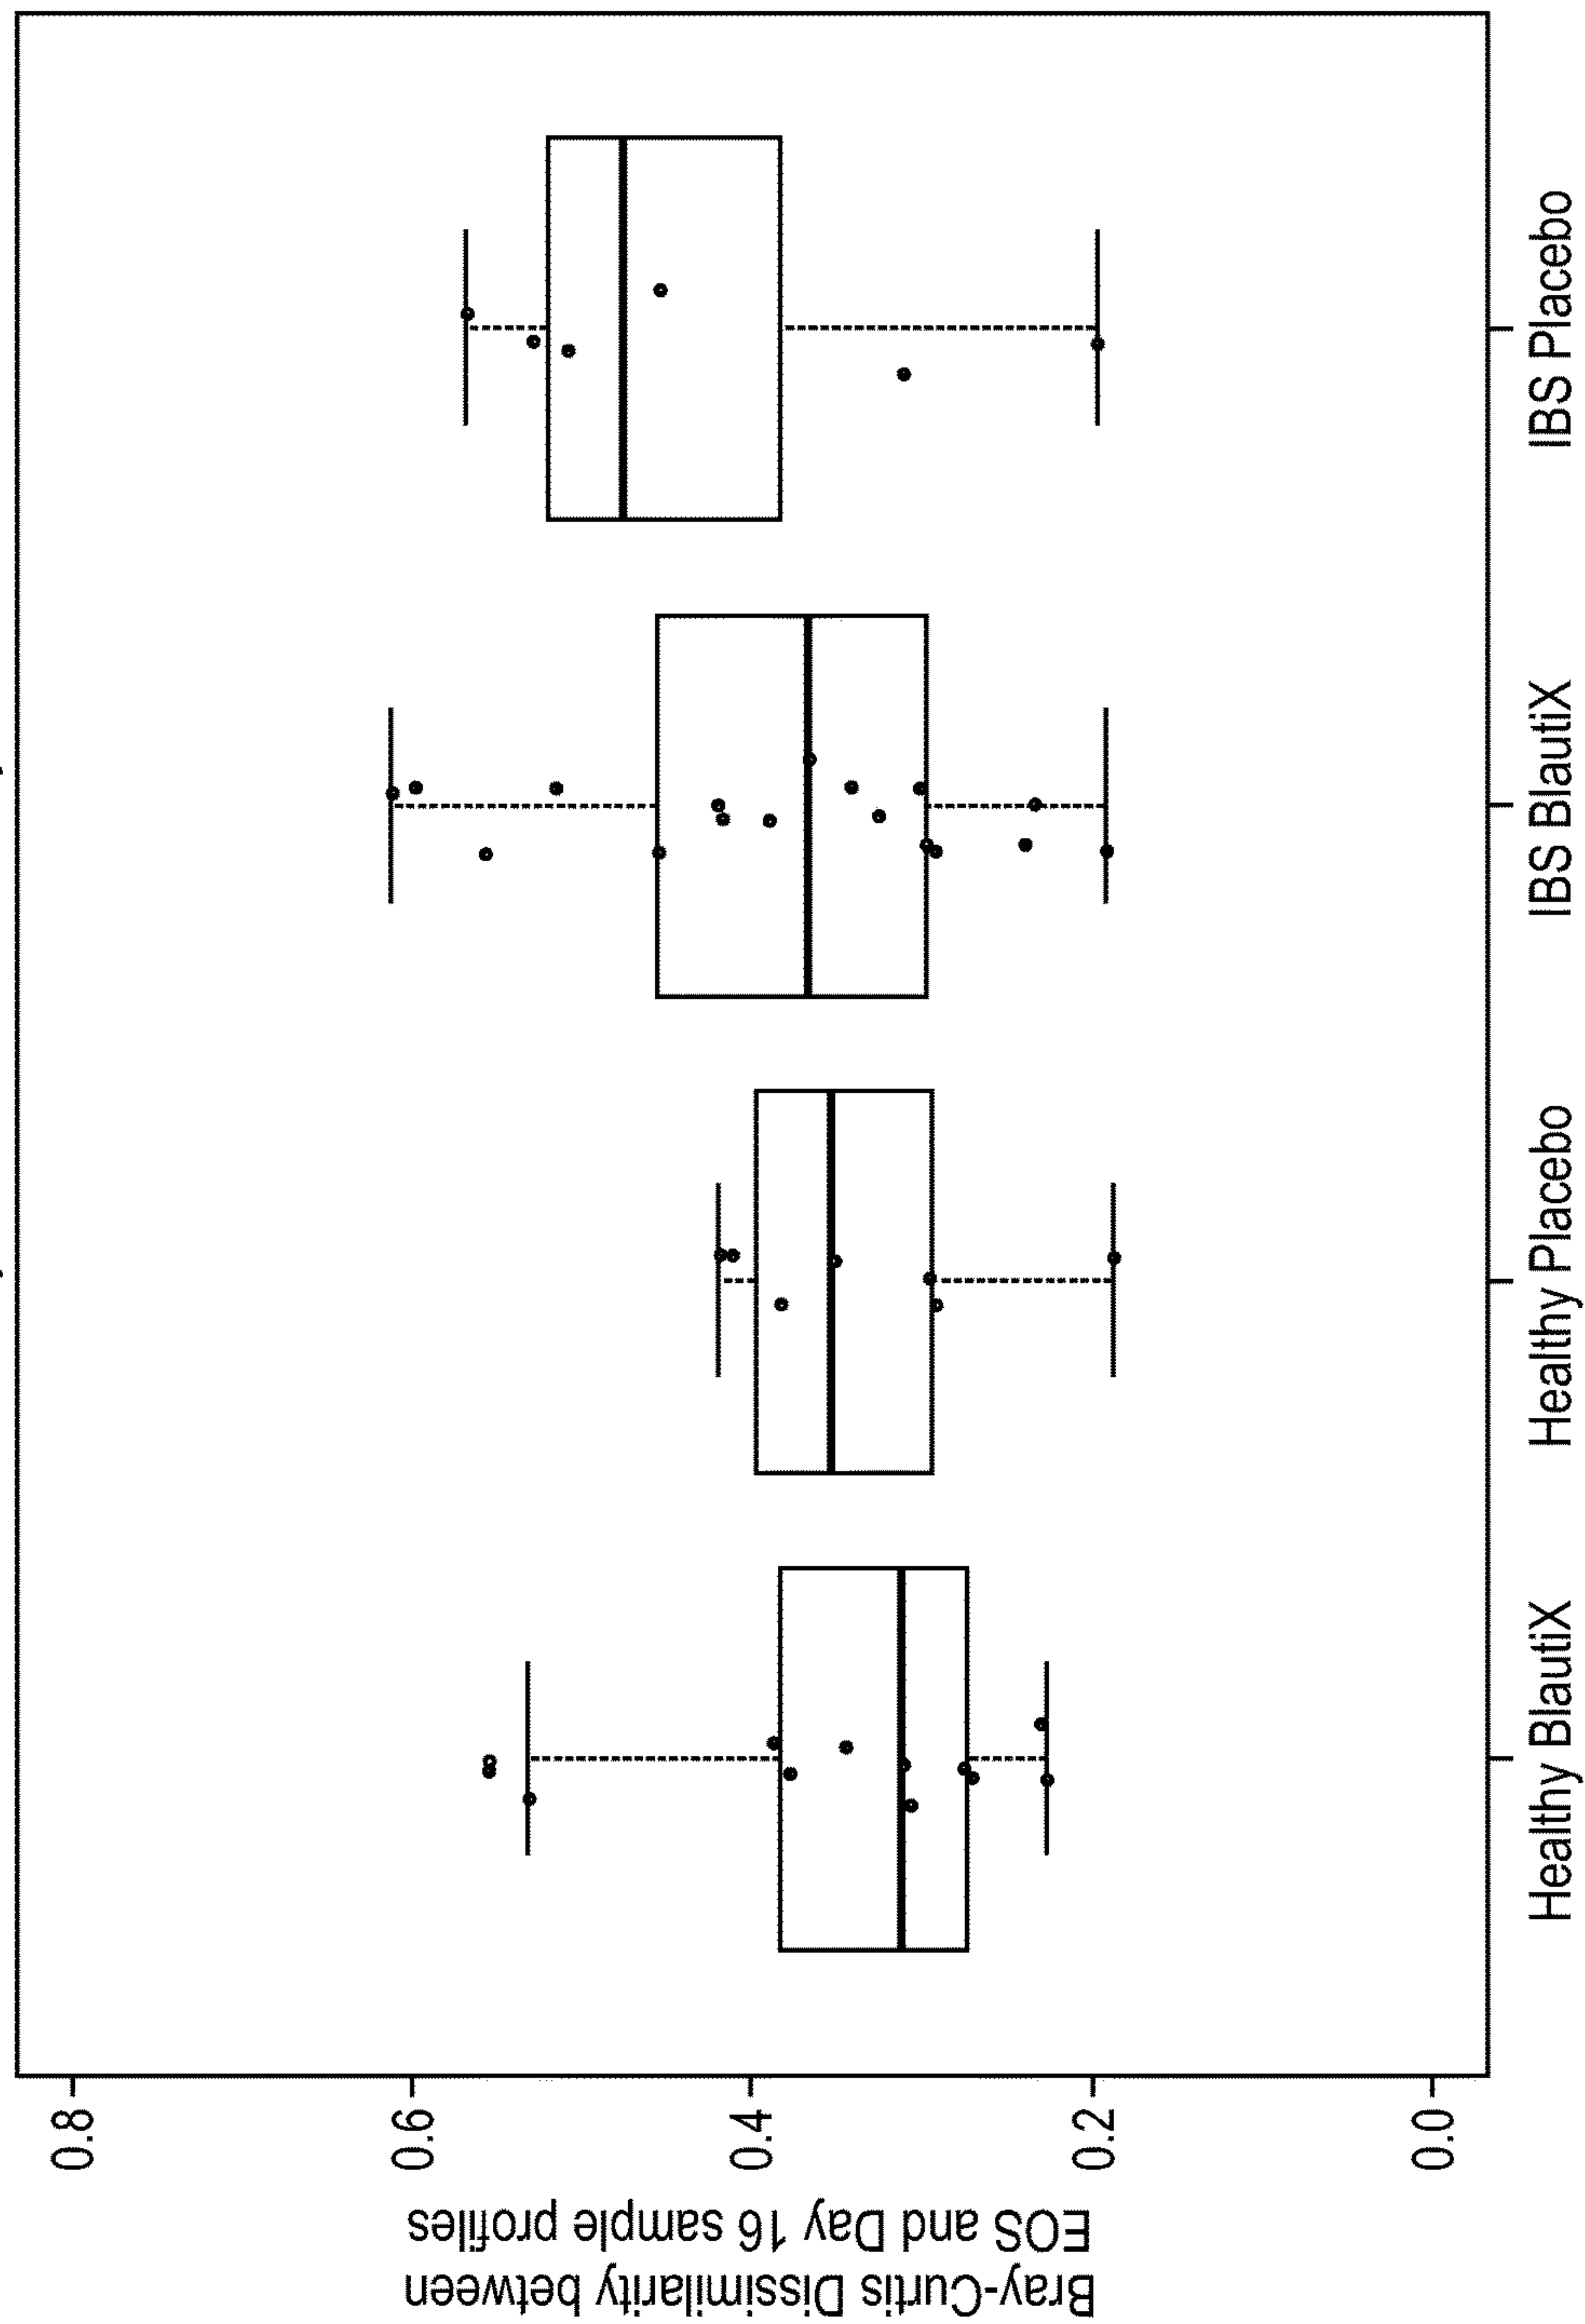 Bray-Curtis Dissimilarity between
EOS and Day 16 sample profiles
0.8
0.6
0.4
0.2
0.0
Healthy BlautiX
Healthy Placebo
IBS BlautiX
IBS Placebo